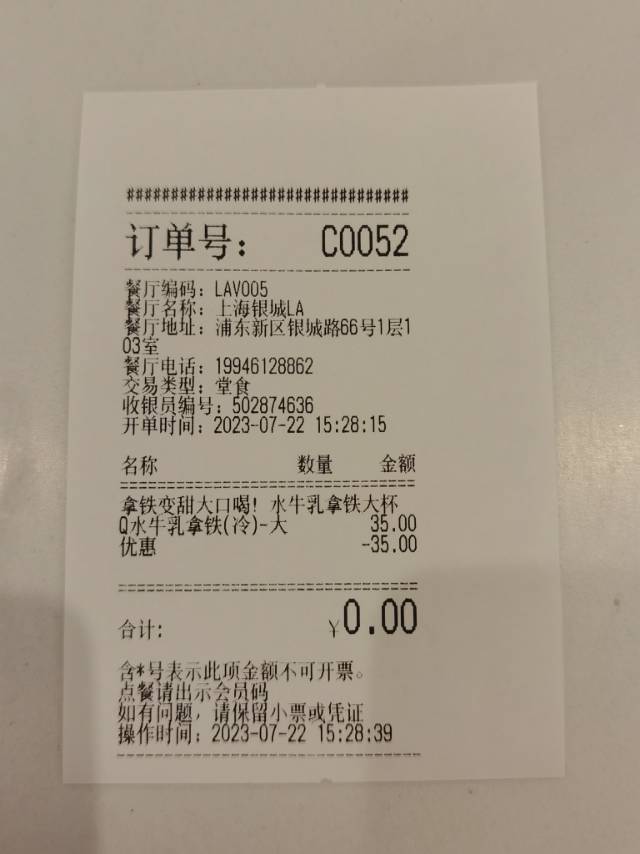 ################################
订单号： C0052
餐厅编码：LAV005
餐厅名称：上海银城LA
餐厅地址：浦东新区银城路66号1层1
03室
餐厅电话：19946128862
交易类型：堂食
收银员编号：502874636
开单时间：2023-07-22 15:28:15
名称 数量 金额
拿铁变甜大口喝！水牛乳拿铁大杯
Q水牛乳拿铁(冷)-大 35.00
优惠 -35.00
合计: ¥0.00
含*号表示此项金额不可开票。
点餐请出示会员码
如有问题，请保留小票或凭证
操作时间：2023-07-22 15:28:39